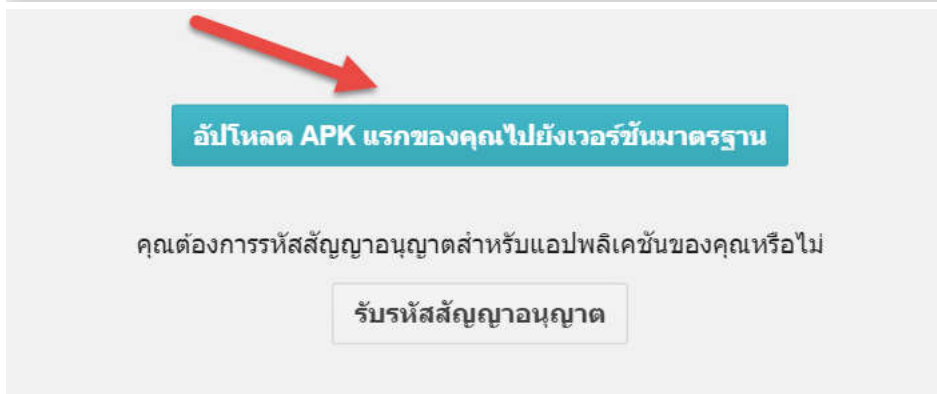 อัปโหลด APK แรกของคุณไปยังเวอร์ชันมาตรฐาน
คุณต้องการรหัสสัญญาอนุญาตสำหรับแอปพลิเคชันของคุณหรือไม่
รับรหัสสัญญาอนุญาต